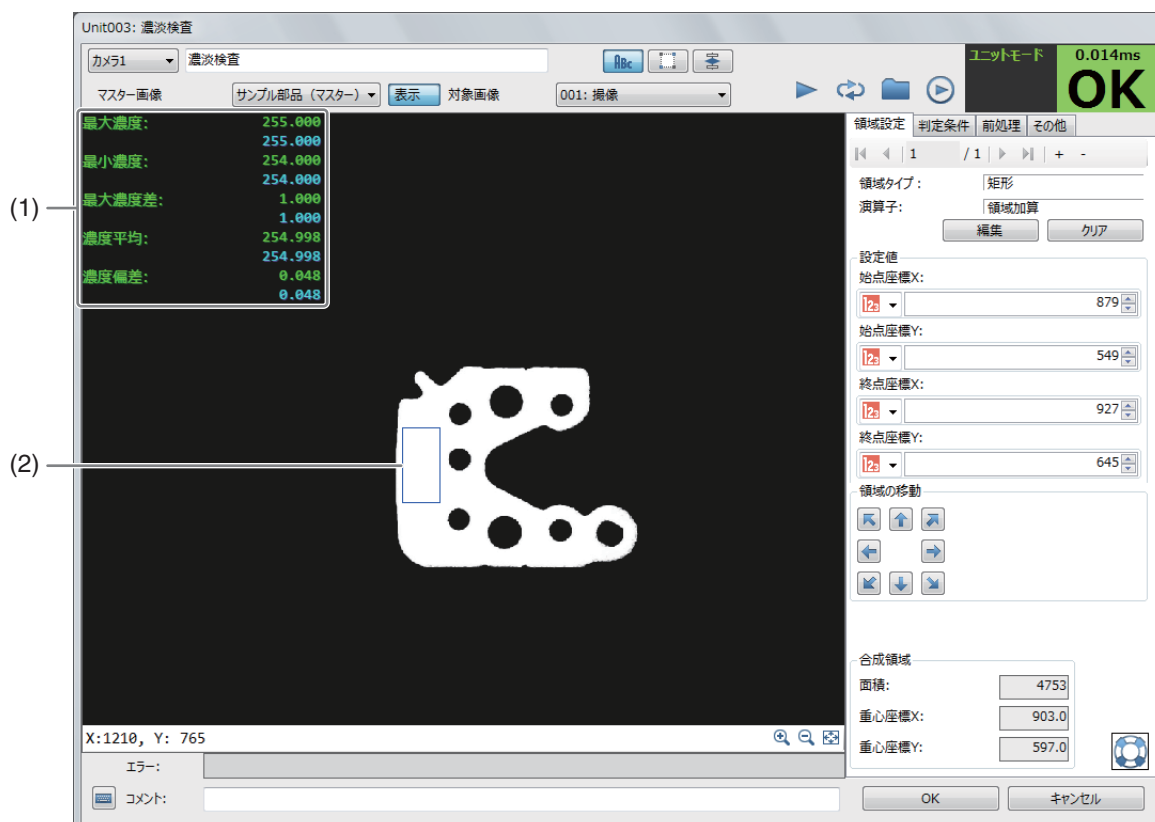 Unit003: 濃淡検査
カメラ1 濃淡検査 ABC
マスター画像 サンプル部品（マスター） 表示 対象画像 001: 撮像
ユニットモード 0.014ms
OK
(1)
最大濃度: 255.000
255.000
最小濃度: 254.000
254.000
最大濃度差: 1.000
1.000
濃度平均: 254.998
254.998
濃度偏差: 0.048
0.048
(2)
X:1210, Y: 765
領域設定 判定条件 前処理 その他
1 / 1 + -
領域タイプ： 矩形
演算子: 領域加算
編集 クリア
設定値
始点座標X:
123 879
始点座標Y:
123 549
終点座標X:
123 927
終点座標Y:
123 645
領域の移動
合成領域
面積: 4753
重心座標X: 903.0
重心座標Y: 597.0
エラー:
コメント:
OK キャンセル